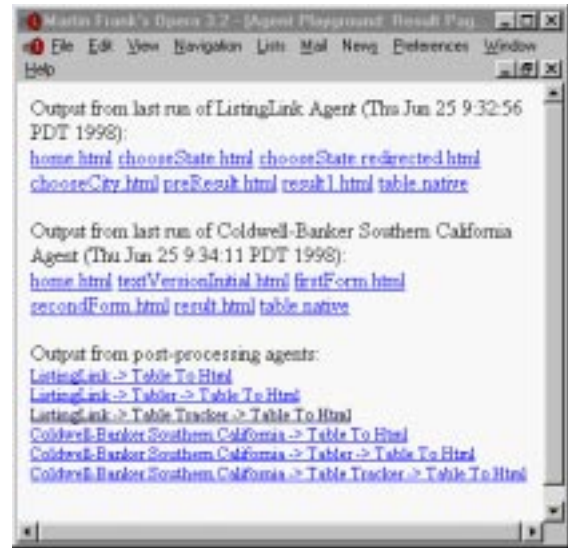 Martin Frank's Opera 3.2 - [Agent Playground: Result Pag
File Edit View Navigation Lists Mail News Preferences Window
Help
Output from last run of ListingLink Agent (Thu Jun 25 9:32:56
PDT 1998):
home.html chooseState.html chooseState.redirected.html
chooseCity.html preResult.html result1.html table.native
Output from last run of Coldwell-Banker Southern California
Agent (Thu Jun 25 9:34:11 PDT 1998):
home.html textVersionInitial.html firstForm.html
secondForm.html result.html table.native
Output from post-processing agents:
ListingLink -> Table To Html
ListingLink -> Tabler -> Table To Html
ListingLink -> Table Tracker -> Table To Html
Coldwell-Banker Southern California -> Table To Html
Coldwell-Banker Southern California -> Tabler -> Table To Html
Coldwell-Banker Southern California -> Table Tracker -> Table To Html